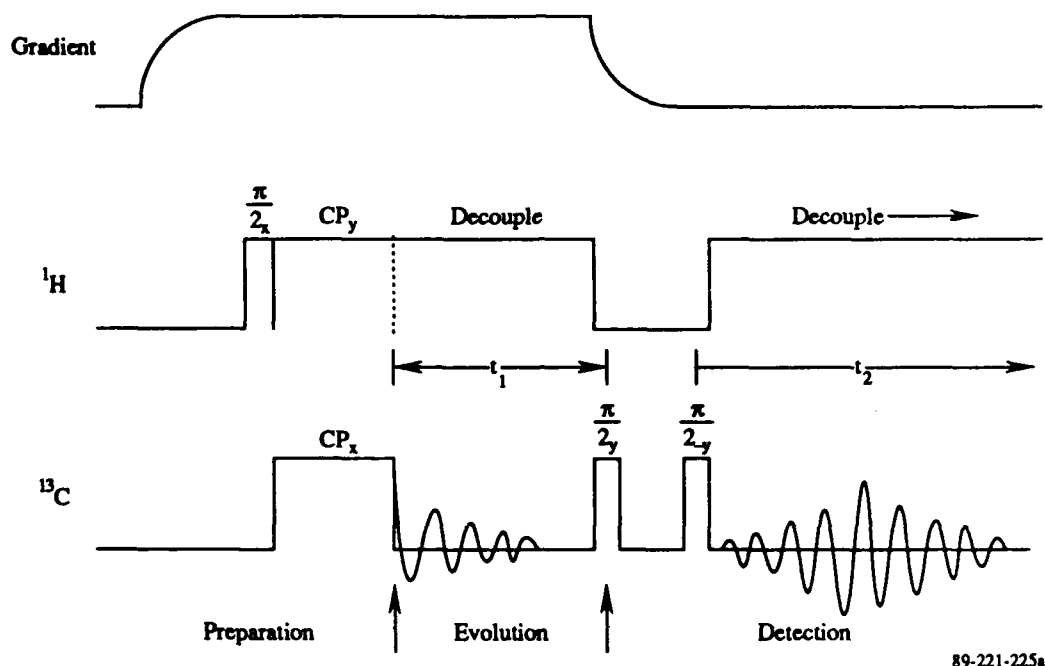 Gradient
π
2x
CPy
Decouple
Decouple
1H
t1
t2
π
2y
π
2-y
CPx
13C
Preparation
Evolution
Detection
89-221-225a